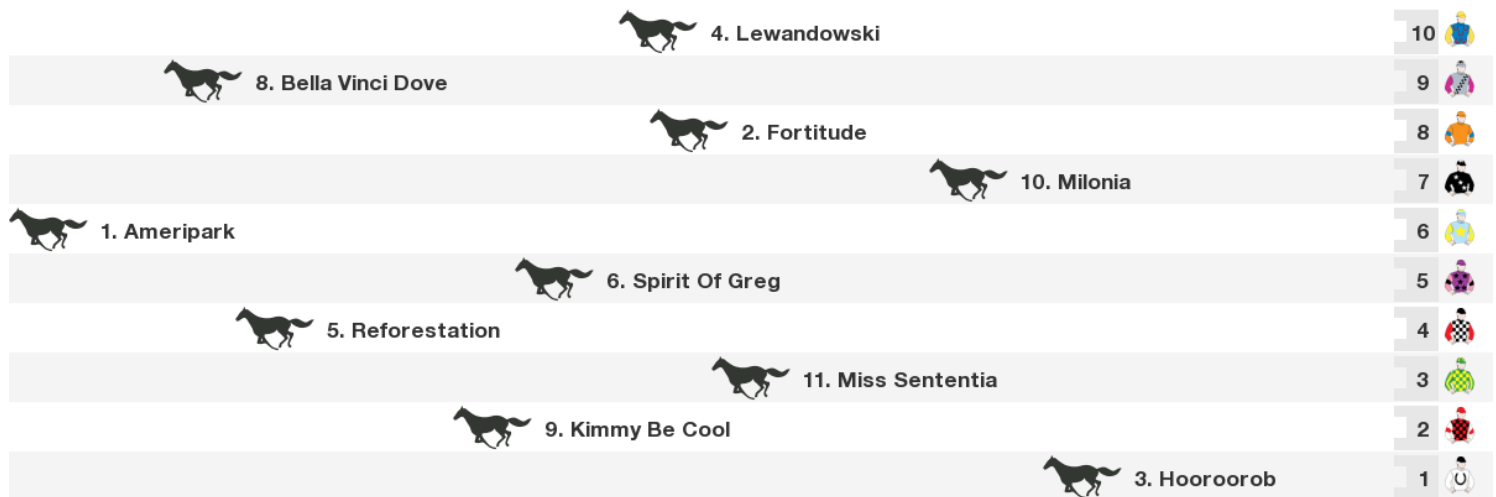 4. Lewandowski 10
8. Bella Vinci Dove 9
2. Fortitude 8
10. Milonia 7
1. Ameripark 6
6. Spirit Of Greg 5
5. Reforestation 4
11. Miss Sententia 3
9. Kimmy Be Cool 2
3. Hooroorob 1